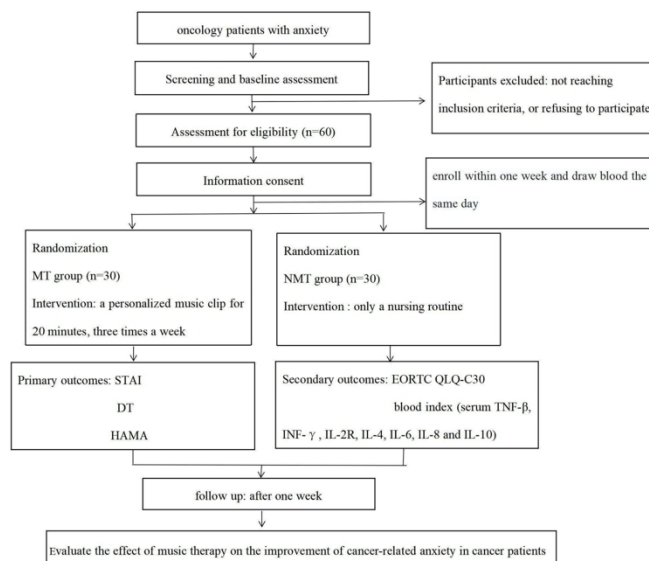 oncology patients with anxiety
Screening and baseline assessment
Participants excluded: not reaching
inclusion criteria, or refusing to participate
Assessment for eligibility (n=60)
Information consent
enroll within one week and draw blood the
same day
Randomization
MT group (n=30)
Intervention: a personalized music clip for
20 minutes, three times a week
Randomization
NMT group (n=30)
Intervention : only a nursing routine
Primary outcomes: STAI
DT
HAMA
Secondary outcomes: EORTC QLQ-C30
blood index (serum TNF-β,
INF- γ , IL-2R, IL-4, IL-6, IL-8 and IL-10)
follow up: after one week
Evaluate the effect of music therapy on the improvement of cancer-related anxiety in cancer patients